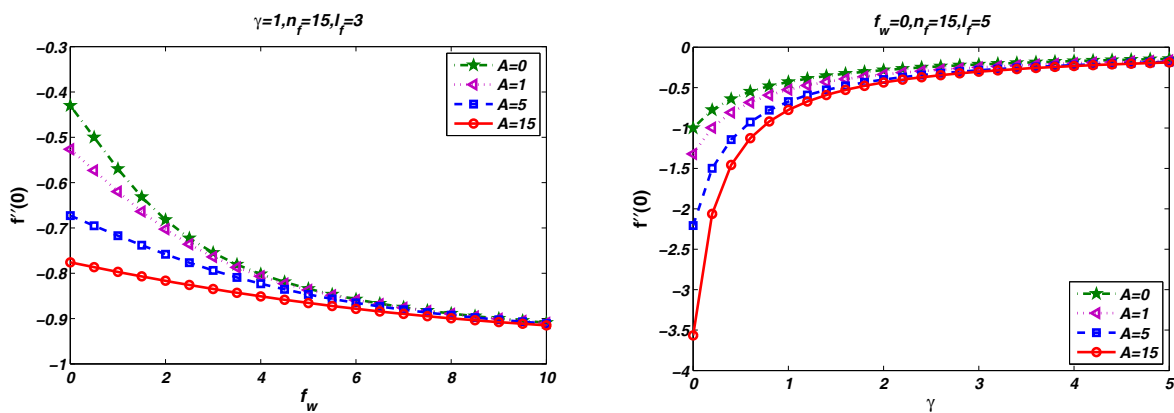 γ=1,n_f=15,l_f=3
−0.3
−0.4
−0.5
−0.6
−0.7
−0.8
−0.9
−1
f′′(0)
0 2 4 6 8 10
f_w
A=0
A=1
A=5
A=15
f_w=0,n_f=15,l_f=5
0
−0.5
−1
−1.5
−2
−2.5
−3
−3.5
−4
f′′(0)
0 1 2 3 4 5
γ
A=0
A=1
A=5
A=15